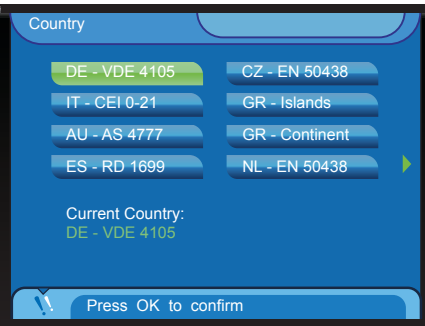 Country
DE - VDE 4105
CZ - EN 50438
IT - CEI 0-21
GR - Islands
AU - AS 4777
GR - Continent
ES - RD 1699
NL - EN 50438
Current Country:
DE - VDE 4105
Press OK to confirm